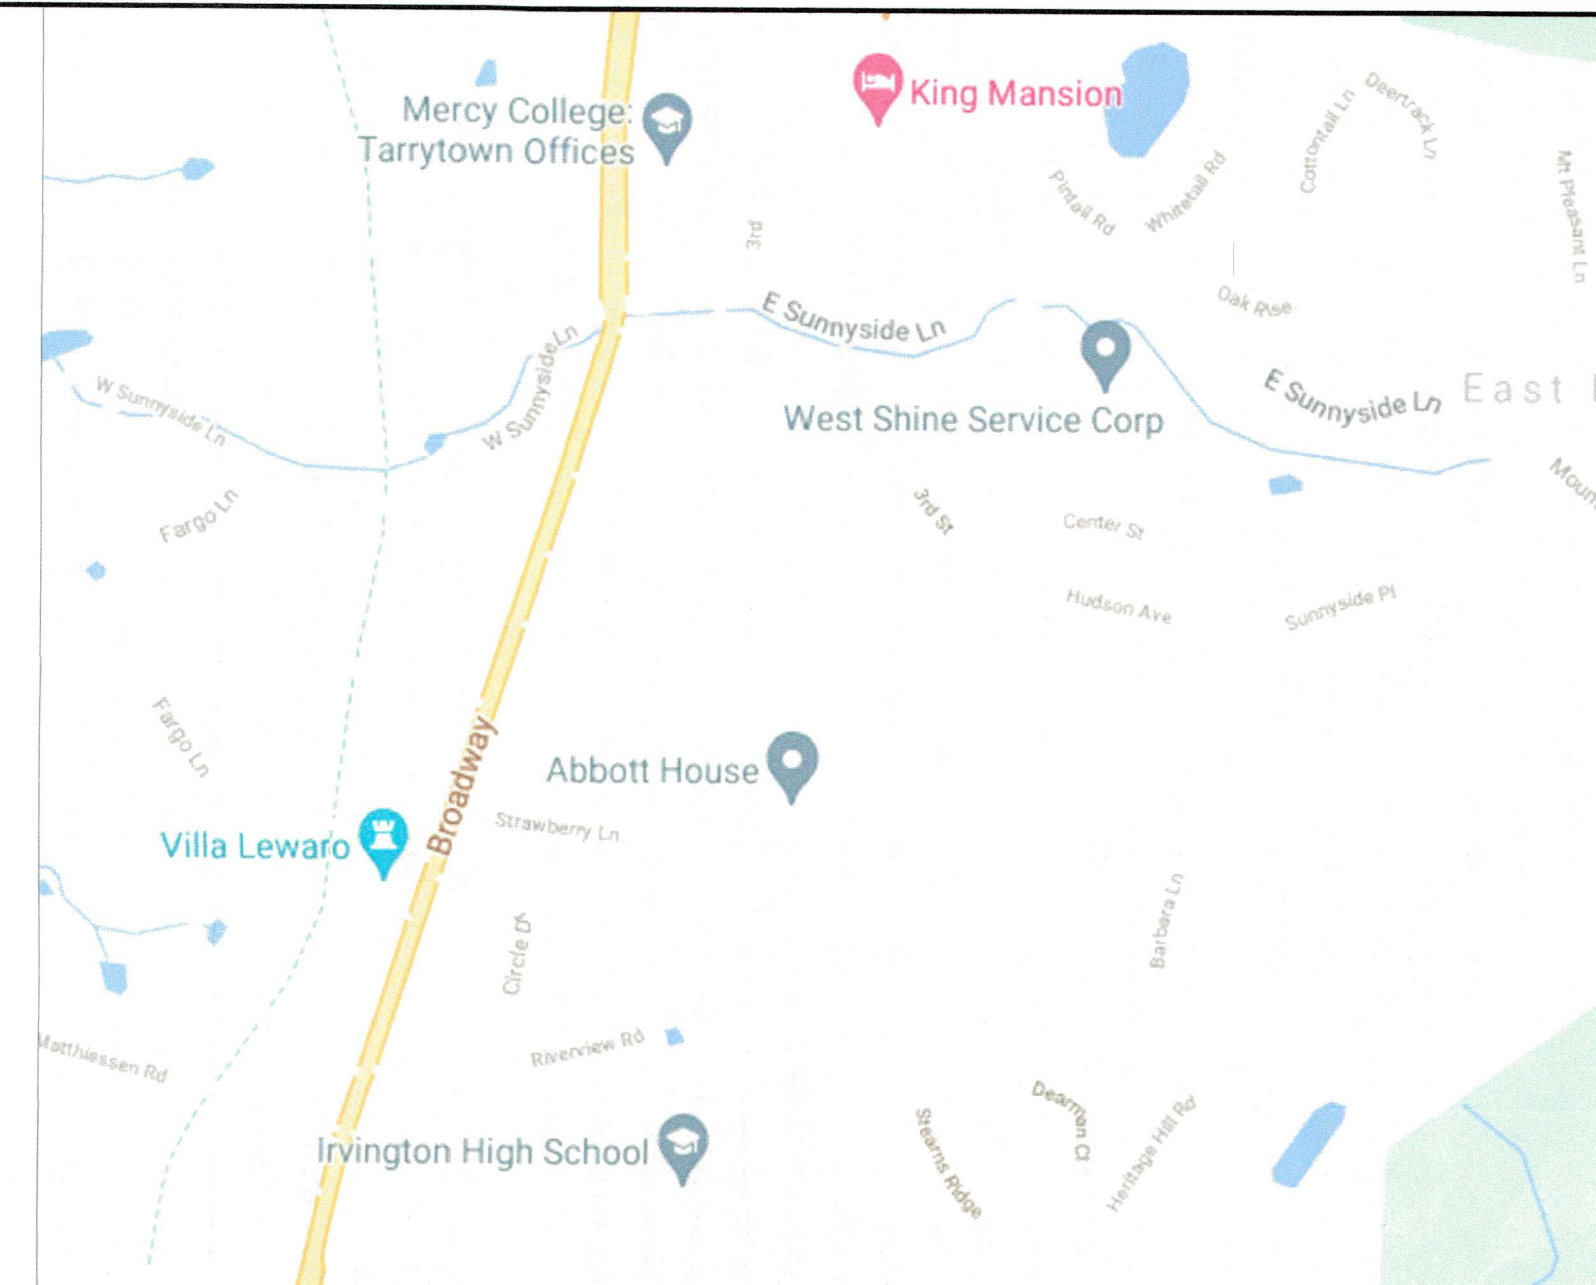 Mercy College:
Tarrytown Offices
King Mansion
Cottontail Ln
Deertrack Ln
Mt Pleasant Ln
Pintail Rd
Whitetail Rd
3rd
Oak Rise
E Sunnyside Ln
W Sunnyside Ln
W Sunnyside Ln
E Sunnyside Ln
East
West Shine Service Corp
Fargo Ln
3rd St
Center St
Hudson Ave
Sunnyside Pl
Fargo Ln
Broadway
Abbott House
Villa Lewaro
Strawberry Ln
Barbara Ln
Circle Dr
Riverview Rd
Matthiessen Rd
Irvington High School
Stearns Ridge
Dearman Ct
Heritage Hill Rd